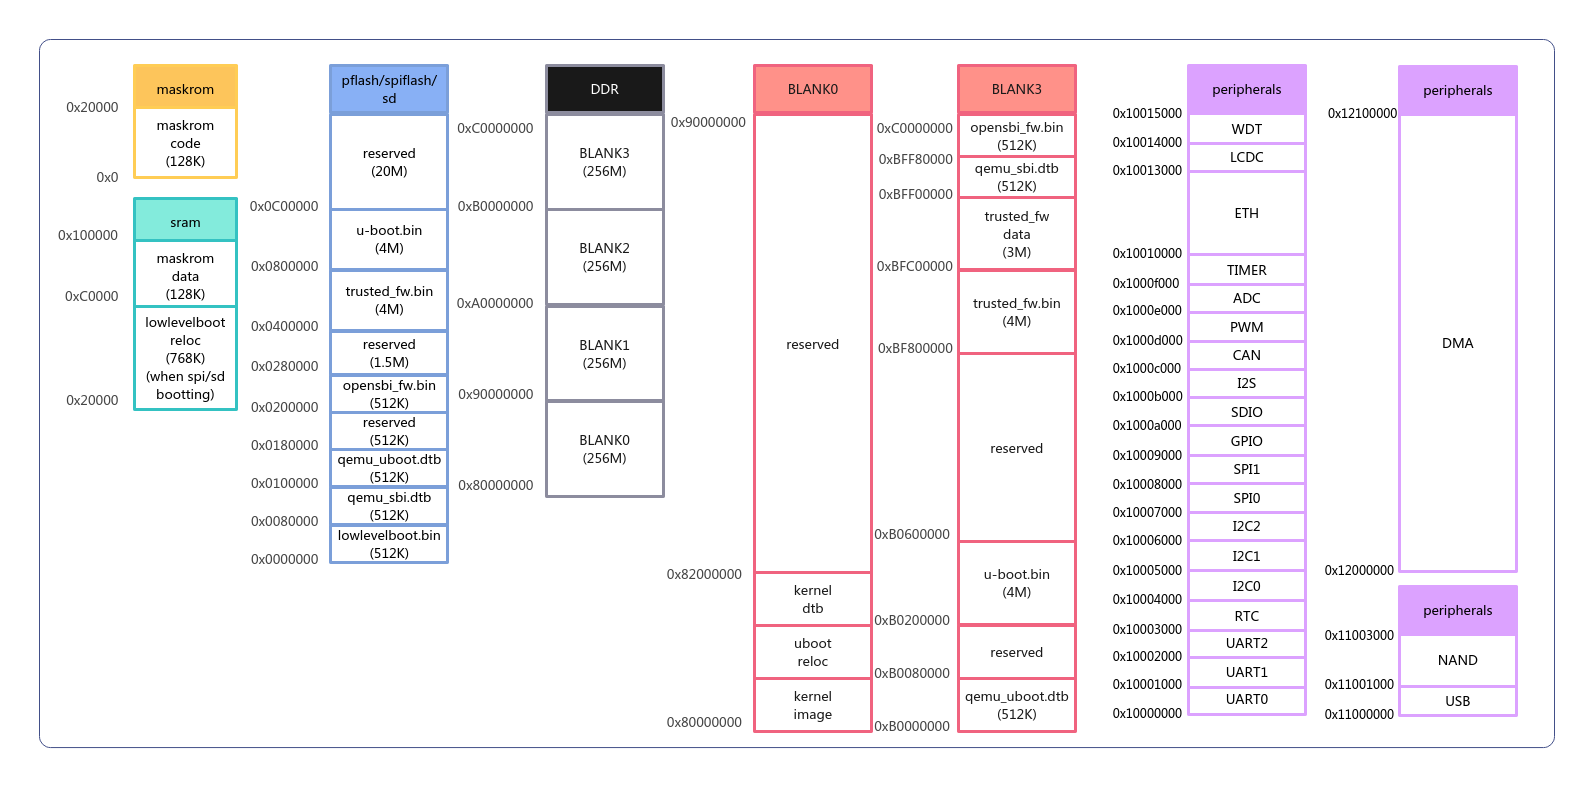 maskrom
0x20000
maskrom
code
(128K)
0x0
sram
0x100000
maskrom
data
(128K)
0xC0000
lowlevelboot
reloc
(768K)
(when spi/sd
bootting)
0x20000
pflash/spiflash/
sd
reserved
(20M)
0x0C00000
u-boot.bin
(4M)
0x0800000
trusted_fw.bin
(4M)
0x0400000
reserved
(1.5M)
0x0280000
opensbi_fw.bin
(512K)
0x0200000
reserved
(512K)
0x0180000
qemu_uboot.dtb
(512K)
0x0100000
qemu_sbi.dtb
(512K)
0x0080000
lowlevelboot.bin
(512K)
0x0000000
DDR
0xC0000000
BLANK3
(256M)
0xB0000000
BLANK2
(256M)
0xA0000000
BLANK1
(256M)
0x90000000
BLANK0
(256M)
0x80000000
BLANK0
0x90000000
reserved
0x82000000
kernel
dtb
uboot
reloc
kernel
image
0x80000000
BLANK3
0xC0000000
opensbi_fw.bin
(512K)
0xBFF80000
qemu_sbi.dtb
(512K)
0xBFF00000
trusted_fw
data
(3M)
0xBFC00000
trusted_fw.bin
(4M)
0xBF800000
reserved
0xB0600000
u-boot.bin
(4M)
0xB0200000
reserved
0xB0080000
qemu_uboot.dtb
(512K)
0xB0000000
peripherals
0x10015000
WDT
0x10014000
LCDC
0x10013000
ETH
0x10010000
TIMER
0x1000f000
ADC
0x1000e000
PWM
0x1000d000
CAN
0x1000c000
I2S
0x1000b000
SDIO
0x1000a000
GPIO
0x10009000
SPI1
0x10008000
SPI0
0x10007000
I2C2
0x10006000
I2C1
0x10005000
I2C0
0x10004000
RTC
0x10003000
UART2
0x10002000
UART1
0x10001000
UART0
0x10000000
peripherals
0x12100000
DMA
0x12000000
peripherals
0x11003000
NAND
0x11001000
USB
0x11000000